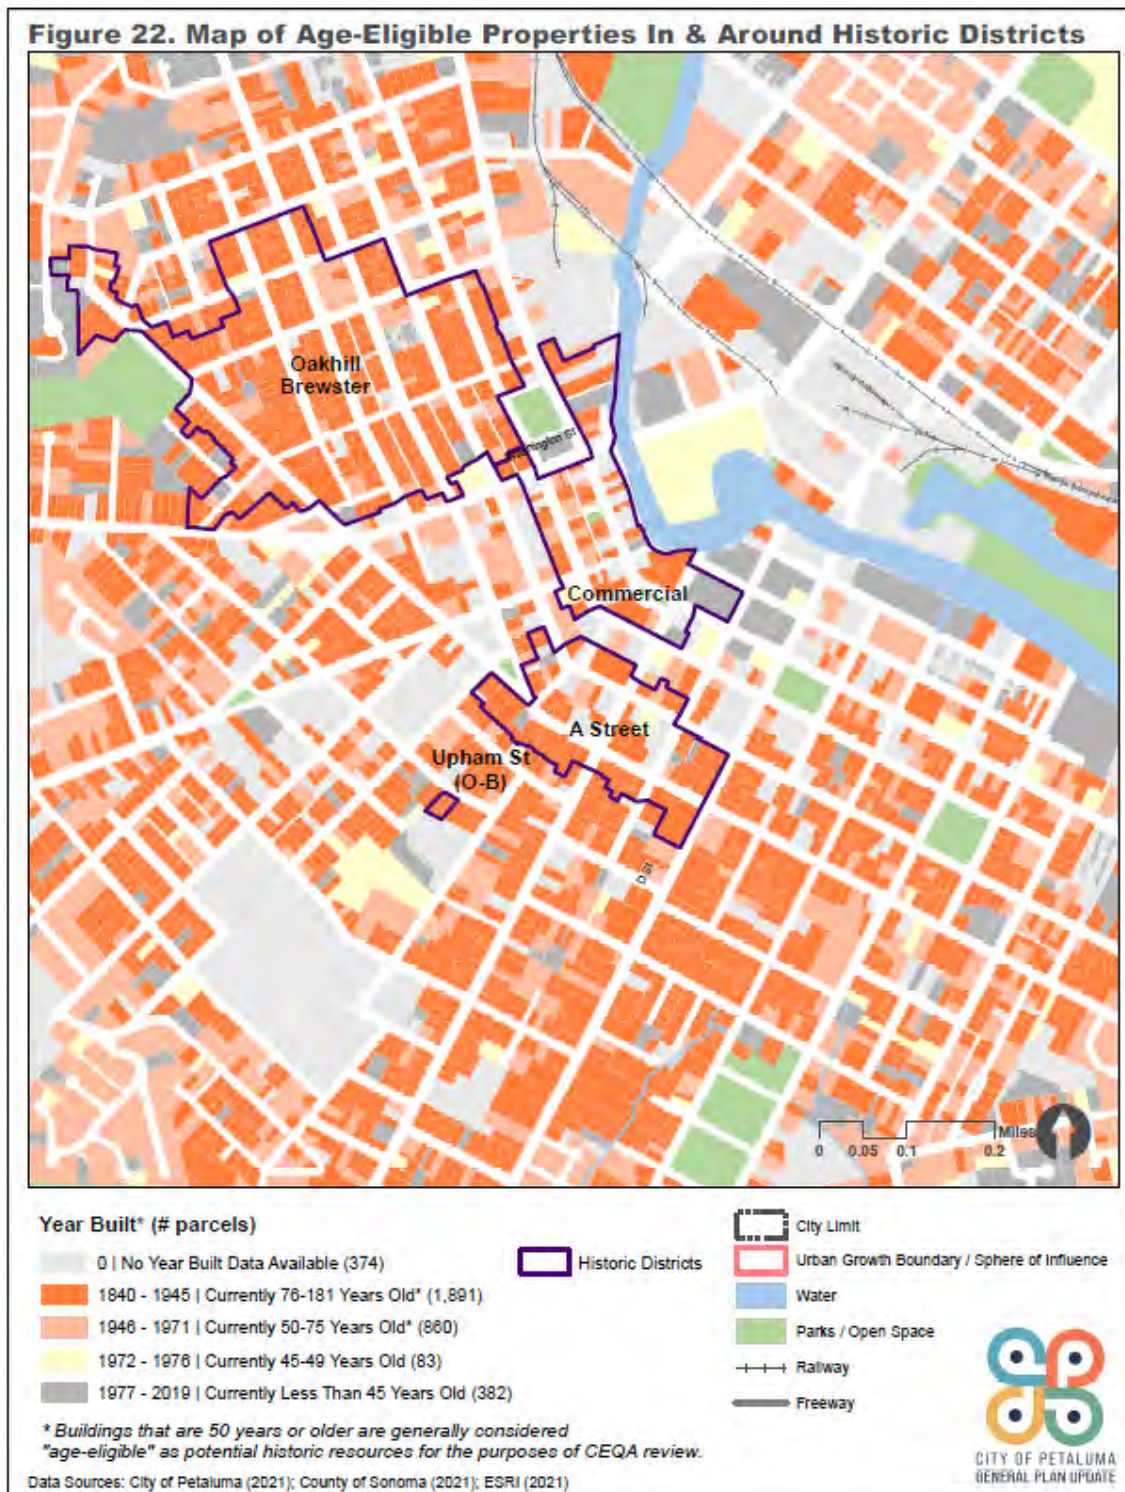 Figure 22. Map of Age-Eligible Properties In & Around Historic Districts
Oakhill
Brewster
Washington St
Commercial
A Street
Upham St
(O-B)
D St
Miles
0 0.05 0.1 0.2
Year Built* (# parcels)
0 | No Year Built Data Available (374)
1840 - 1945 | Currently 76-181 Years Old* (1,891)
1946 - 1971 | Currently 50-75 Years Old* (860)
1972 - 1976 | Currently 45-49 Years Old (83)
1977 - 2019 | Currently Less Than 45 Years Old (382)
Historic Districts
City Limit
Urban Growth Boundary / Sphere of Influence
Water
Parks / Open Space
Railway
Freeway
* Buildings that are 50 years or older are generally considered
"age-eligible" as potential historic resources for the purposes of CEQA review.
Data Sources: City of Petaluma (2021); County of Sonoma (2021); ESRI (2021)
CITY OF PETALUMA
GENERAL PLAN UPDATE